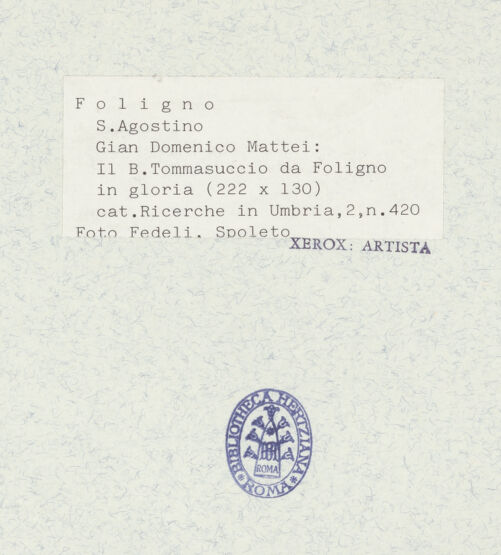 F o l i g n o
S.Agostino
Gian Domenico Mattei:
Il B.Tommasuccio da Foligno
in gloria (222 x 130)
cat.Ricerche in Umbria,2,n.420
Foto Fedeli, Spoleto
XEROX: ARTISTA
BIBLIOTHECA HERTZIANA
ROMA
* ROMA *